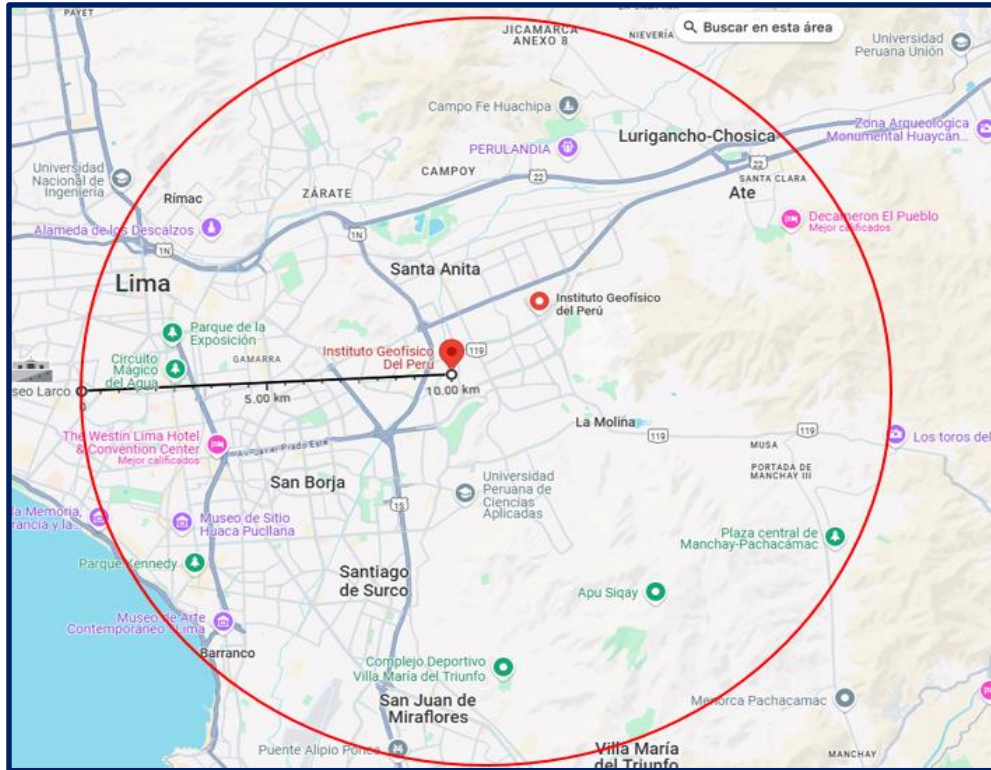 PAYET
JICAMARCA
ANEXO 8
NIEVERÍA
Buscar en esta área
Universidad
Peruana Unión
Campo Fe Huachipa
Lurigancho-Chosica
Zona Arqueológica
Monumental Huaycán...
PERULANDIA
Universidad
Nacional de
Ingeniería
CAMPOY
22
22
SANTA CLARA
Ate
Rímac
ZÁRATE
Decameron El Pueblo
Mejor calificados
Alameda de los Descalzos
1N
1N
Santa Anita
Lima
Instituto Geofísico
del Perú
Parque de la
Exposición
GAMARRA
Instituto Geofísico
Del Perú
119
Circuito
Mágico
del Agua
seo Larco
0
5.00 km
10.00 km
La Molina
119
119
The Westin Lima Hotel
& Convention Center
Mejor calificados
Av. Javier Prado Este
MUSA
Los toros del
PORTADA DE
MANCHAY III
San Borja
Universidad
Peruana de
Ciencias
Aplicadas
1S
la Memoria,
erancia y la...
Museo de Sitio
Huaca Pucllana
Plaza central de
Manchay-Pachacámac
Parque Kennedy
Santiago
de Surco
Apu Siqay
Museo de Arte
Contemporáneo - Lima
Barranco
Complejo Deportivo
Villa María del Triunfo
San Juan de
Miraflores
Menorca Pachacamac
Puente Alipio Ponce
Villa María
del Triunfo
MANCHAY